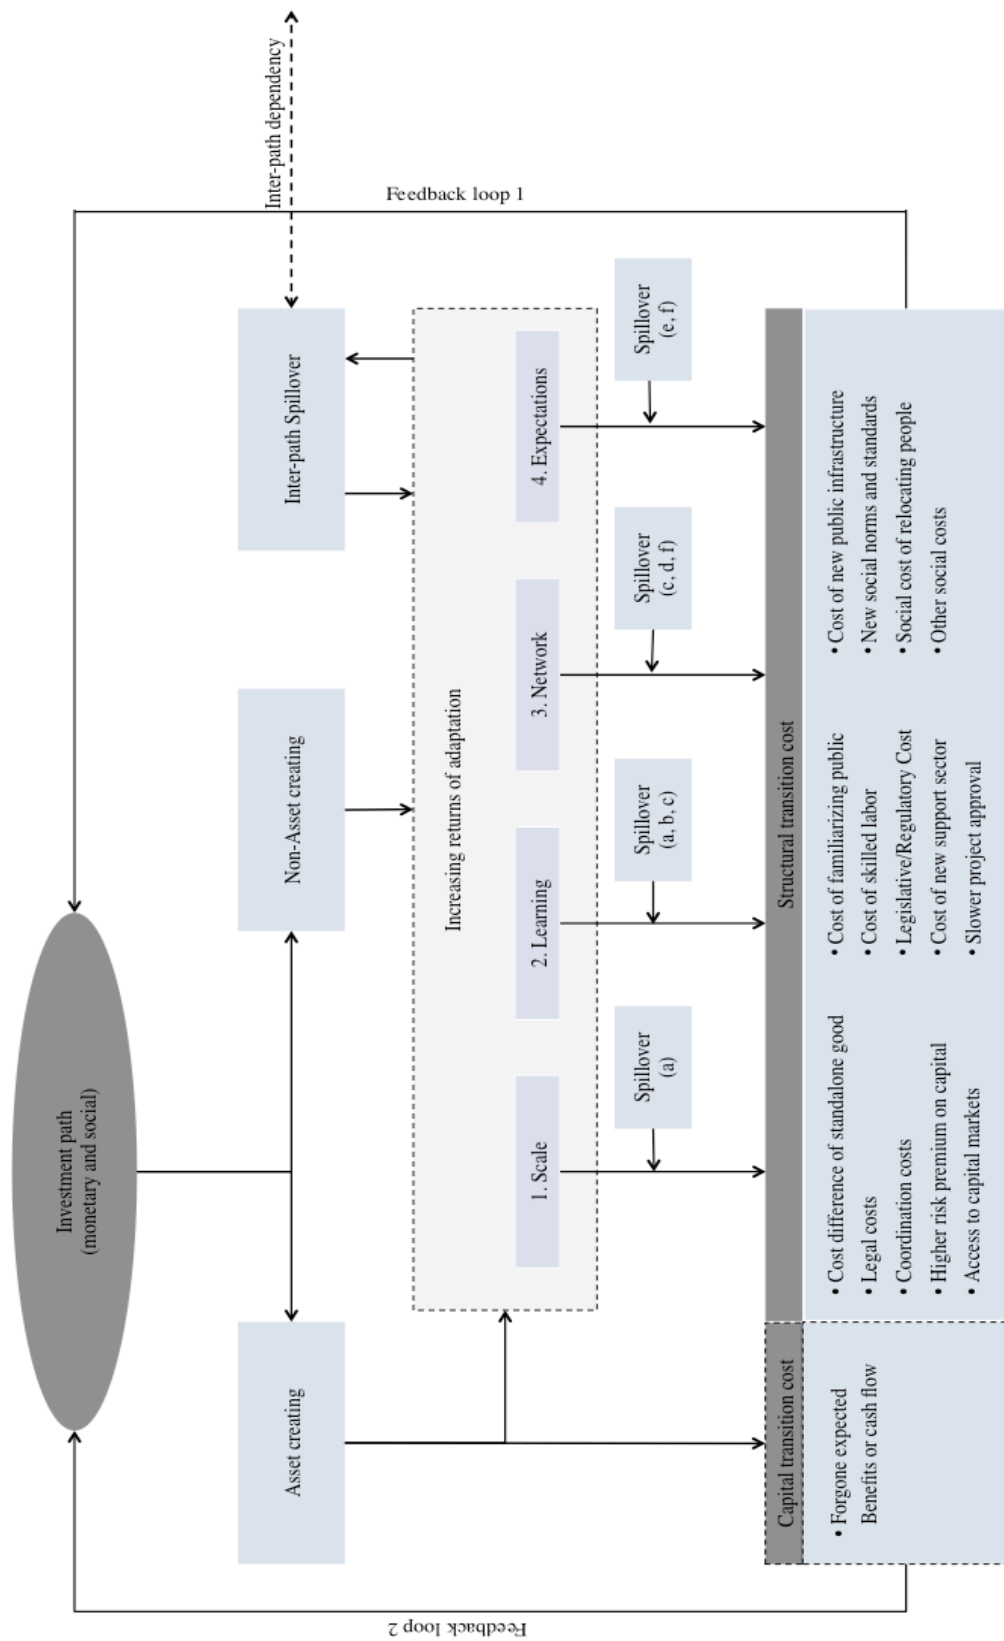 Feedback loop 2
Investment path
(monetary and social)
Feedback loop 1
Asset creating
Non-Asset creating
Inter-path Spillover
Inter-path dependency
Increasing returns of adaptation
1. Scale
2. Learning
3. Network
4. Expectations
Spillover
(a)
Spillover
(a, b, c)
Spillover
(c, d, f)
Spillover
(e, f)
Capital transition cost
Structural transition cost
• Forgone expected
Benefits or cash flow
• Cost difference of standalone good
• Legal costs
• Coordination costs
• Higher risk premium on capital
• Access to capital markets
• Cost of familiarizing public
• Cost of skilled labor
• Legislative/Regulatory Cost
• Cost of new support sector
• Slower project approval
• Cost of new public infrastructure
• New social norms and standards
• Social cost of relocating people
• Other social costs